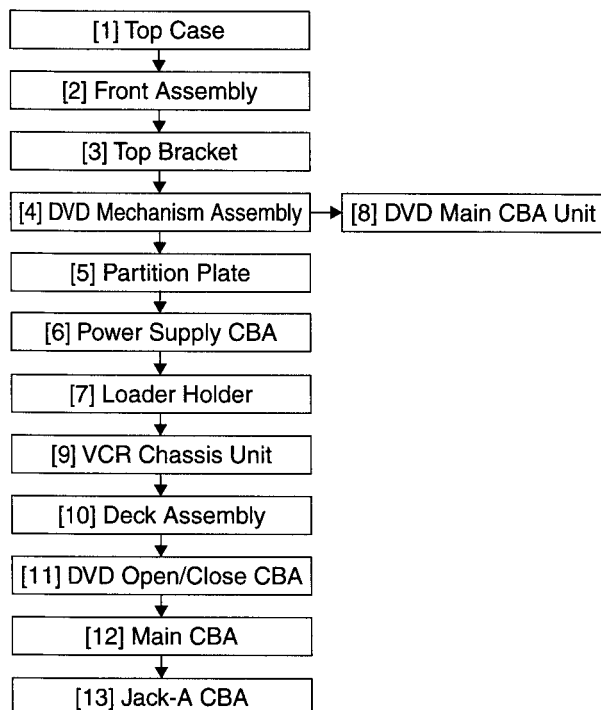 [1] Top Case
[2] Front Assembly
[3] Top Bracket
[4] DVD Mechanism Assembly
[8] DVD Main CBA Unit
[5] Partition Plate
[6] Power Supply CBA
[7] Loader Holder
[9] VCR Chassis Unit
[10] Deck Assembly
[11] DVD Open/Close CBA
[12] Main CBA
[13] Jack-A CBA